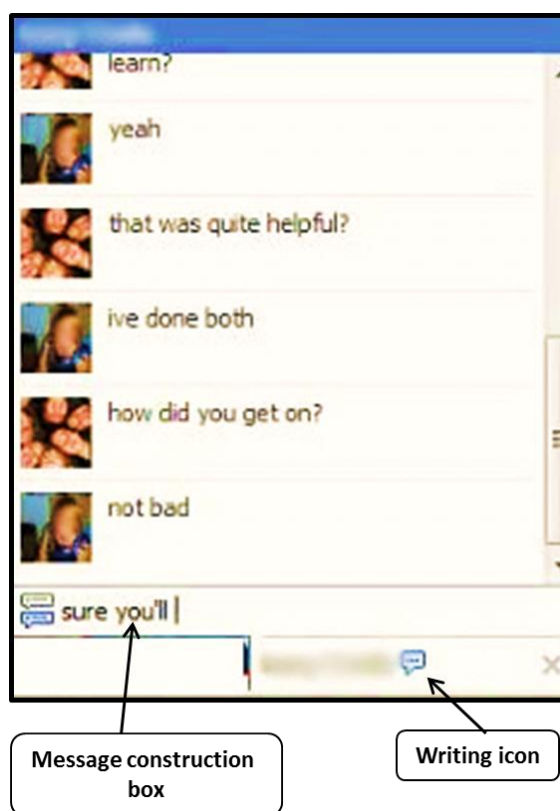 learn?
yeah
that was quite helpful?
ive done both
how did you get on?
not bad
sure you'll
Message construction
box
Writing icon